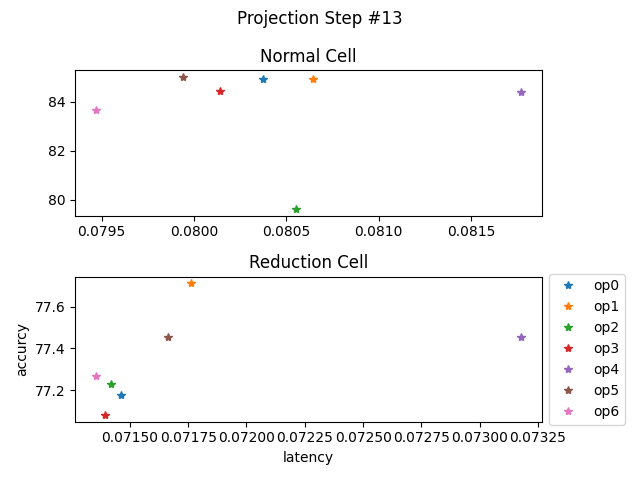 Projection Step #13
Normal Cell
84
82
80
0.0795 0.0800 0.0805 0.0810 0.0815
Reduction Cell
77.6
77.4
77.2
accurcy
0.07150 0.07175 0.07200 0.07225 0.07250 0.07275 0.07300 0.07325
latency
op0
op1
op2
op3
op4
op5
op6